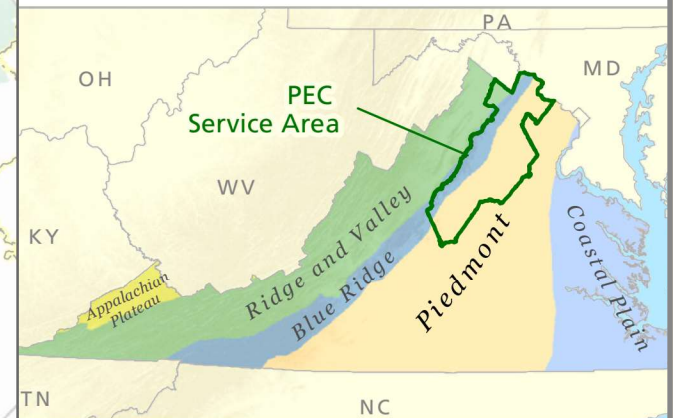 PA
OH
MD
PEC
Service Area
WV
KY
Ridge and Valley
Blue Ridge
Piedmont
Coastal Plain
Appalachian
Plateau
TN
NC